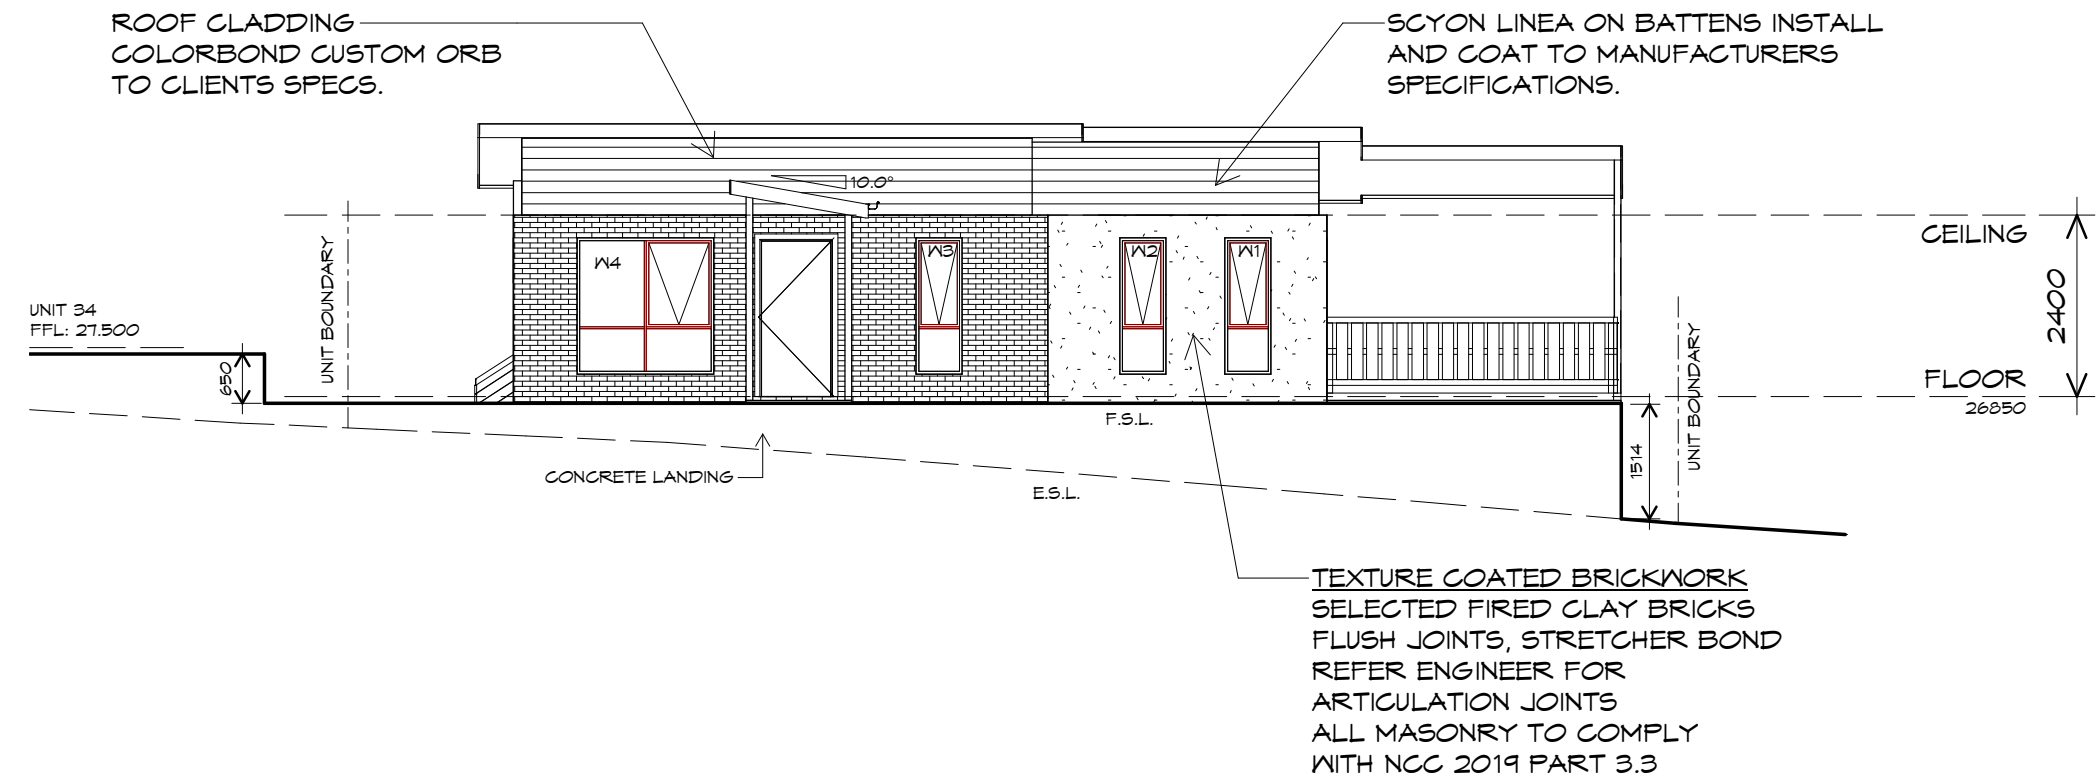 ROOF CLADDING
COLORBOND CUSTOM ORB
TO CLIENTS SPECS.
SCYON LINEA ON BATTENS INSTALL
AND COAT TO MANUFACTURERS
SPECIFICATIONS.
10.0°
CEILING
2400
FLOOR
26850
UNIT BOUNDARY
W4
W3
W2
W1
UNIT 34
FFL: 27.500
650
F.S.L.
UNIT BOUNDARY
1514
CONCRETE LANDING
E.S.L.
TEXTURE COATED BRICKWORK
SELECTED FIRED CLAY BRICKS
FLUSH JOINTS, STRETCHER BOND
REFER ENGINEER FOR
ARTICULATION JOINTS
ALL MASONRY TO COMPLY
WITH NCC 2019 PART 3.3